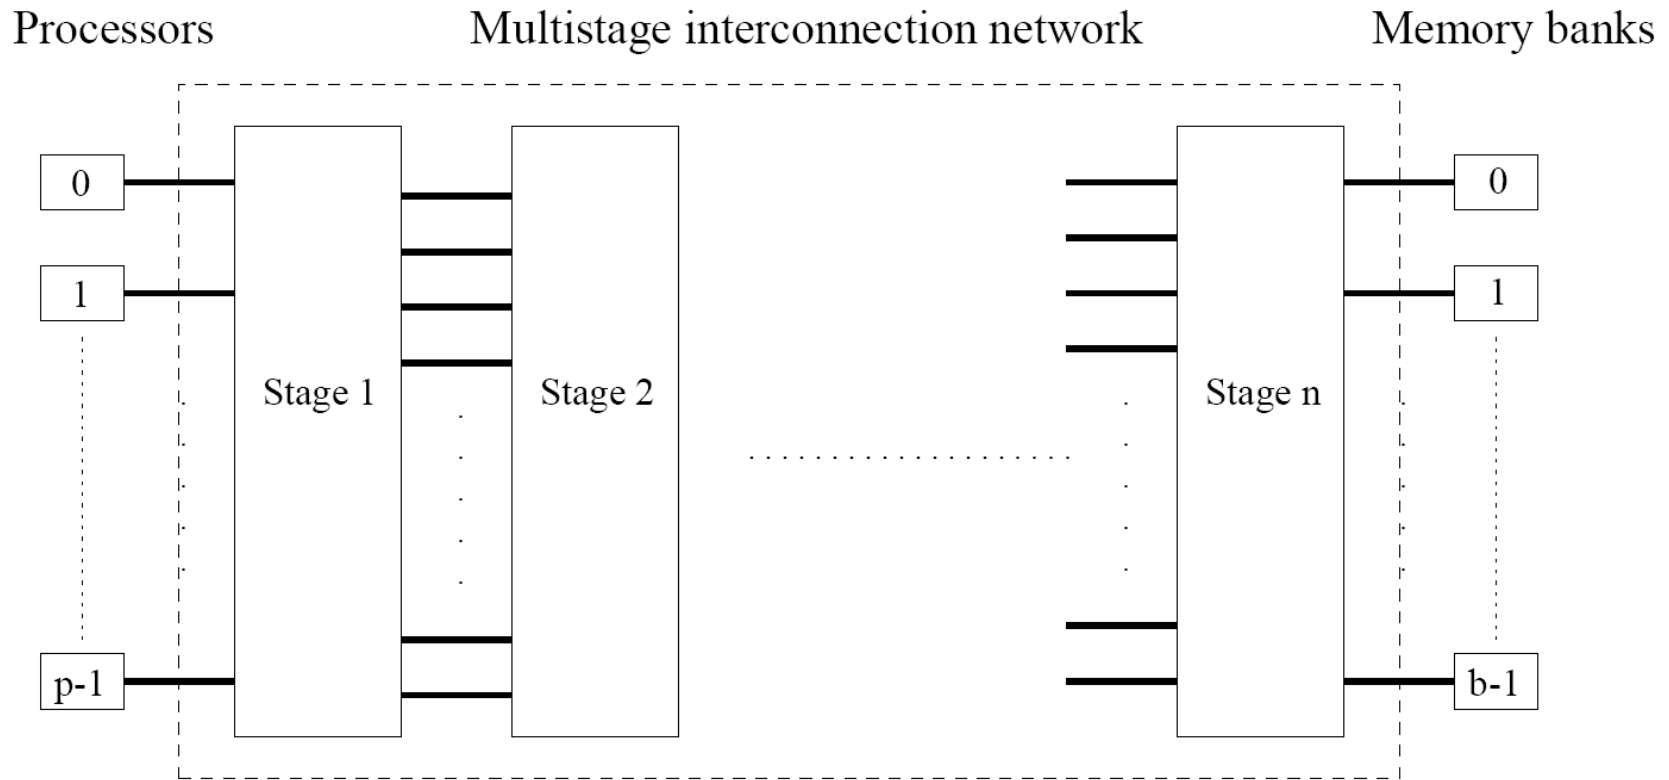 Processors Multistage interconnection network Memory banks
0 0
1 1
Stage 1 Stage 2 Stage n
p-1 b-1